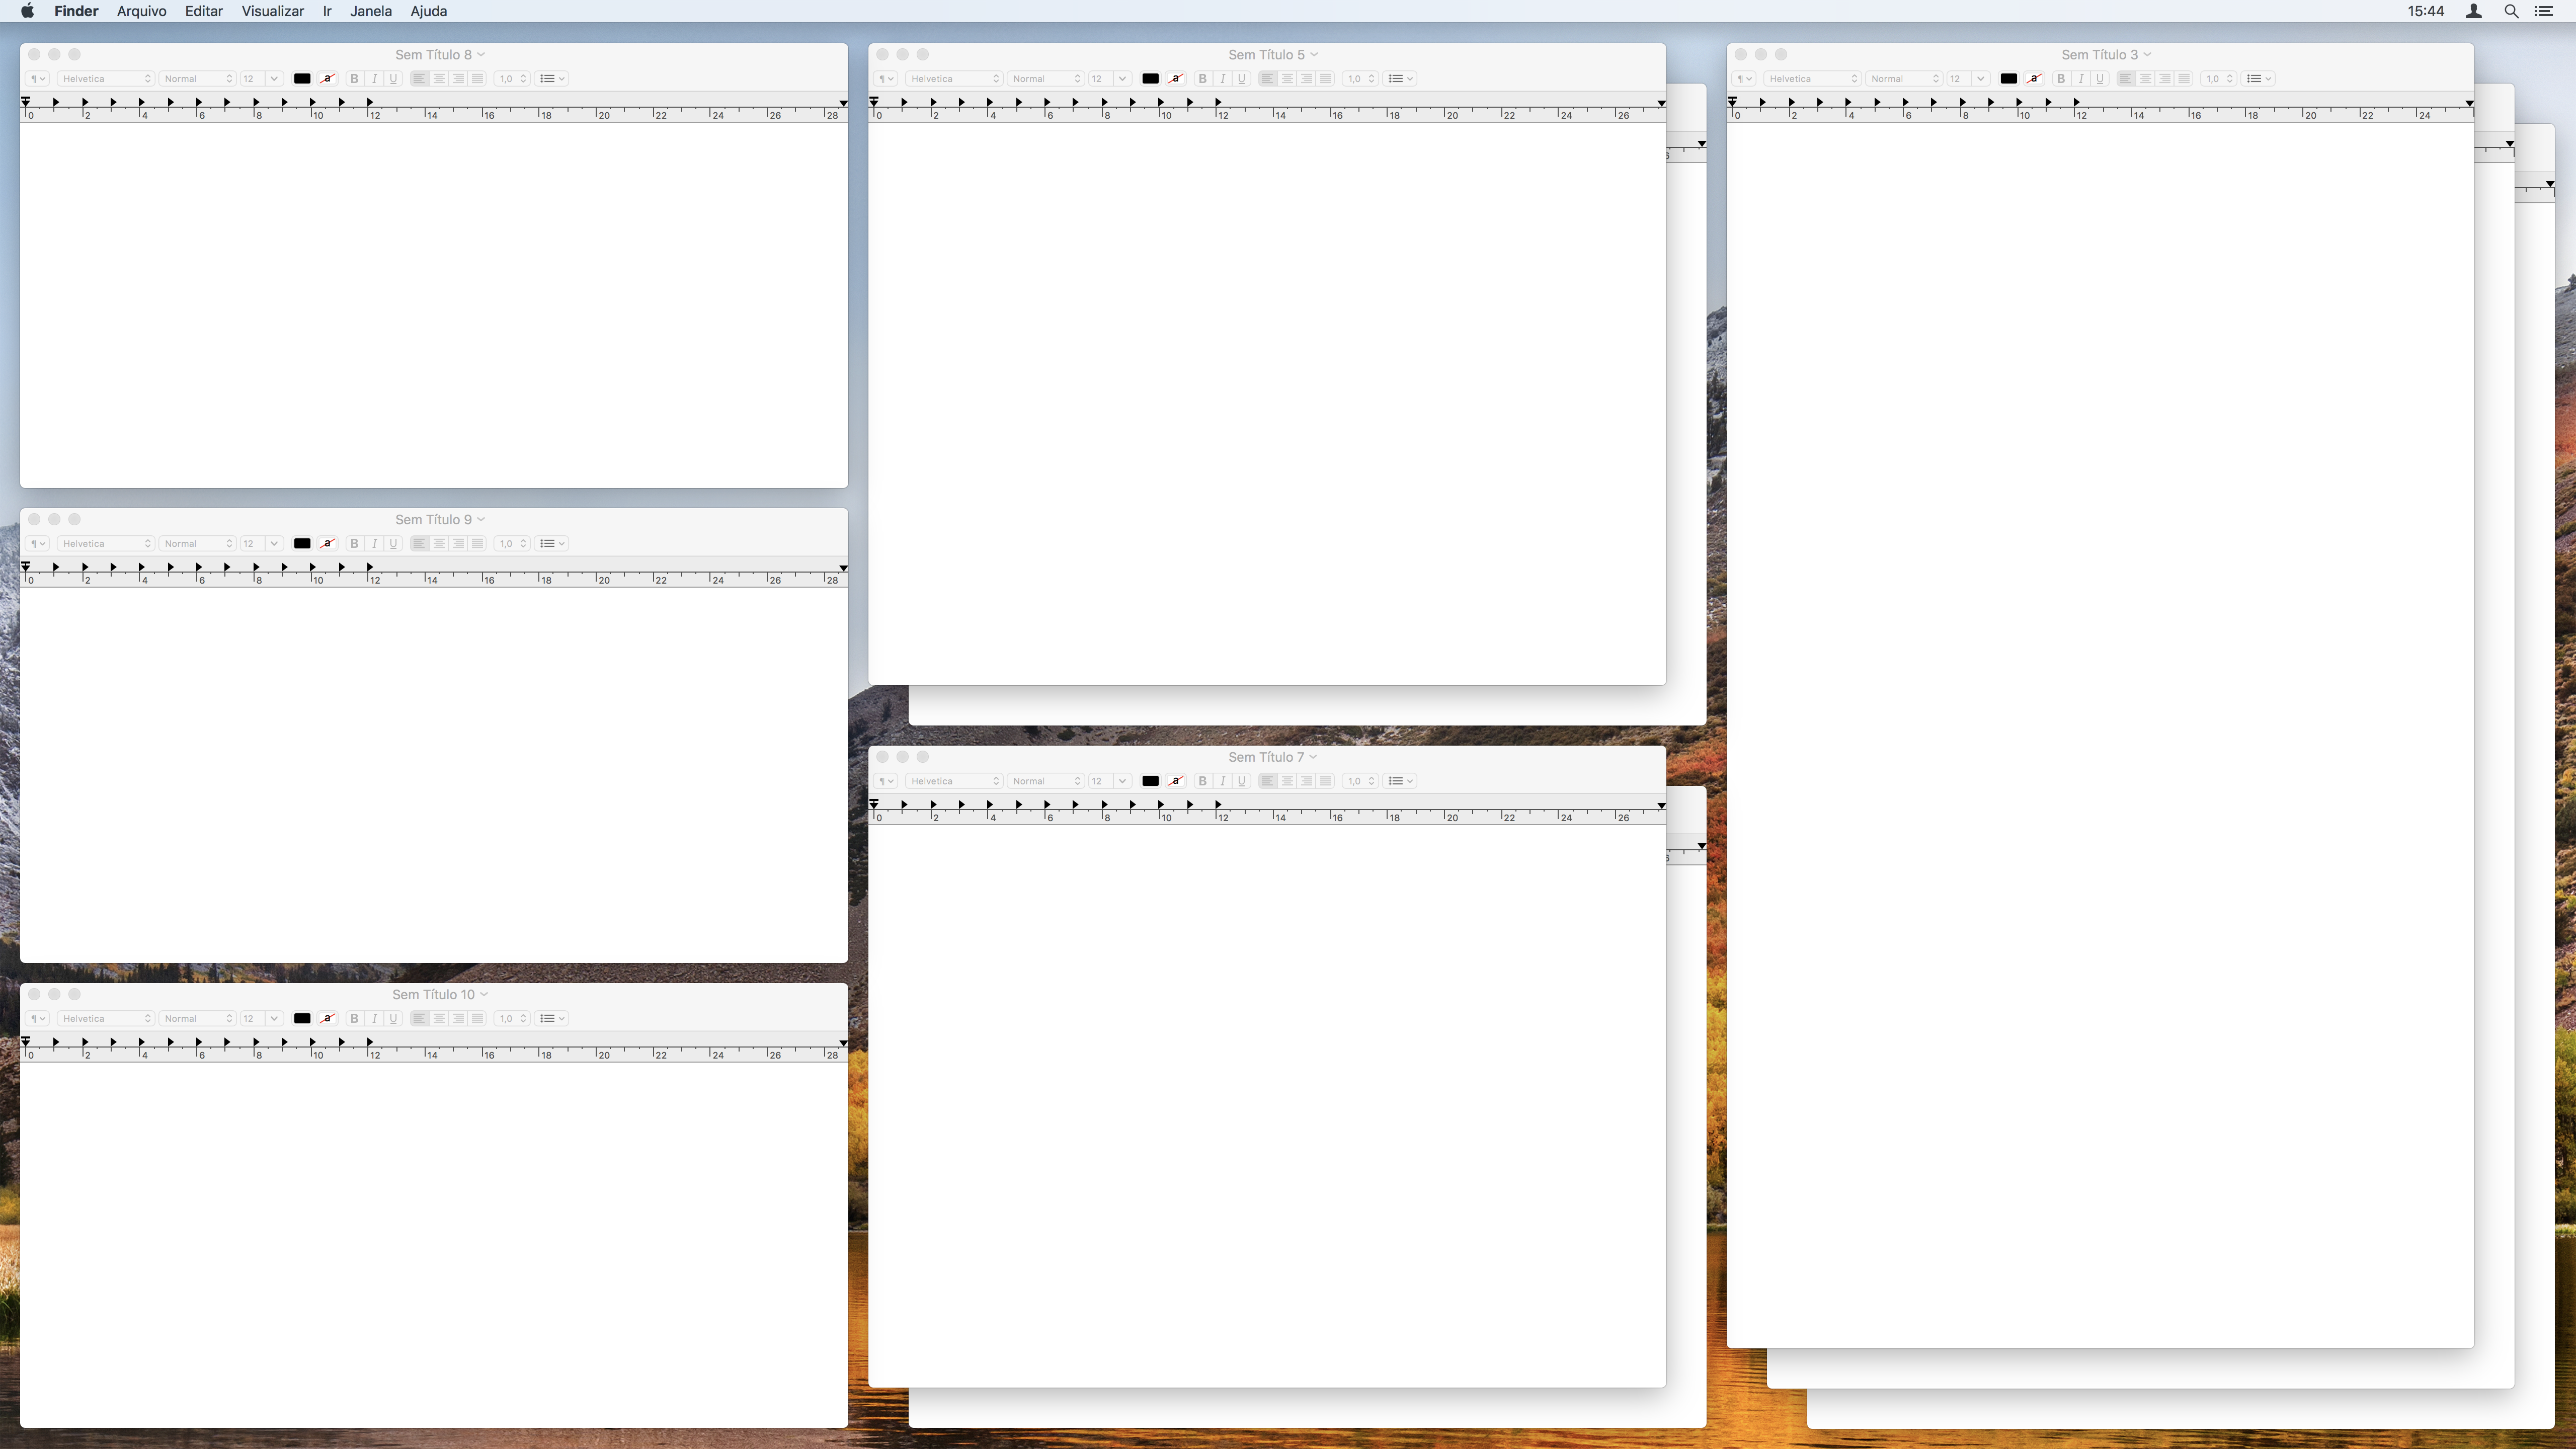 Finder Arquivo Editar Visualizar Ir Janela Ajuda 15:44
Sem Título 8
¶ Helvetica Normal 12 a B I U 1,0
0 2 4 6 8 10 12 14 16 18 20 22 24 26 28
Sem Título 9
¶ Helvetica Normal 12 a B I U 1,0
0 2 4 6 8 10 12 14 16 18 20 22 24 26 28
Sem Título 10
¶ Helvetica Normal 12 a B I U 1,0
0 2 4 6 8 10 12 14 16 18 20 22 24 26 28
Sem Título 5
¶ Helvetica Normal 12 a B I U 1,0
0 2 4 6 8 10 12 14 16 18 20 22 24 26
Sem Título 7
¶ Helvetica Normal 12 a B I U 1,0
0 2 4 6 8 10 12 14 16 18 20 22 24 26
Sem Título 3
¶ Helvetica Normal 12 a B I U 1,0
0 2 4 6 8 10 12 14 16 18 20 22 24